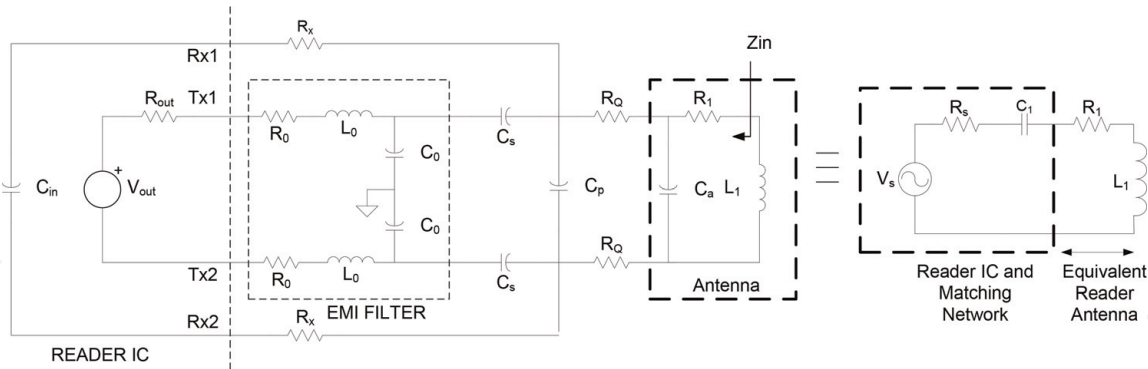 Rx1
Rx
Zin
Rout
Tx1
R0
L0
Cs
RQ
R1
Cin
+
Vout
C0
C0
Cp
Ca
L1
Vs
Rs
C1
R1
L1
Tx2
R0
L0
Cs
RQ
Antenna
Rx2
Rx
EMI FILTER
READER IC
Reader IC and
Matching
Network
Equivalent
Reader
Antenna